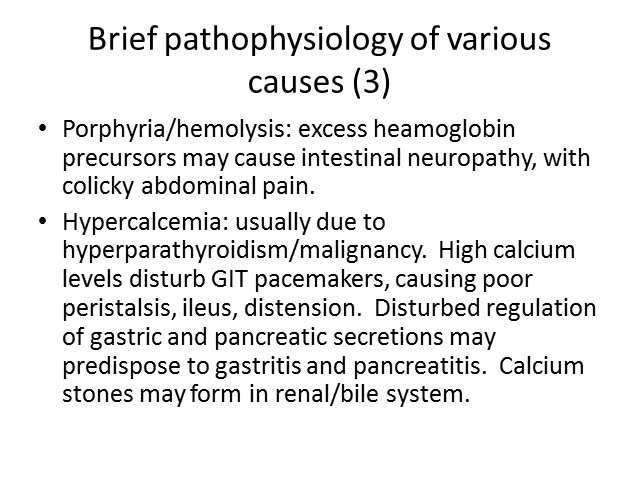 Brief pathophysiology of various
causes (3)
• Porphyria/hemolysis: excess heamoglobin
precursors may cause intestinal neuropathy, with
colicky abdominal pain.
• Hypercalcemia: usually due to
hyperparathyroidism/malignancy.  High calcium
levels disturb GIT pacemakers, causing poor
peristalsis, ileus, distension.  Disturbed regulation
of gastric and pancreatic secretions may
predispose to gastritis and pancreatitis.  Calcium
stones may form in renal/bile system.